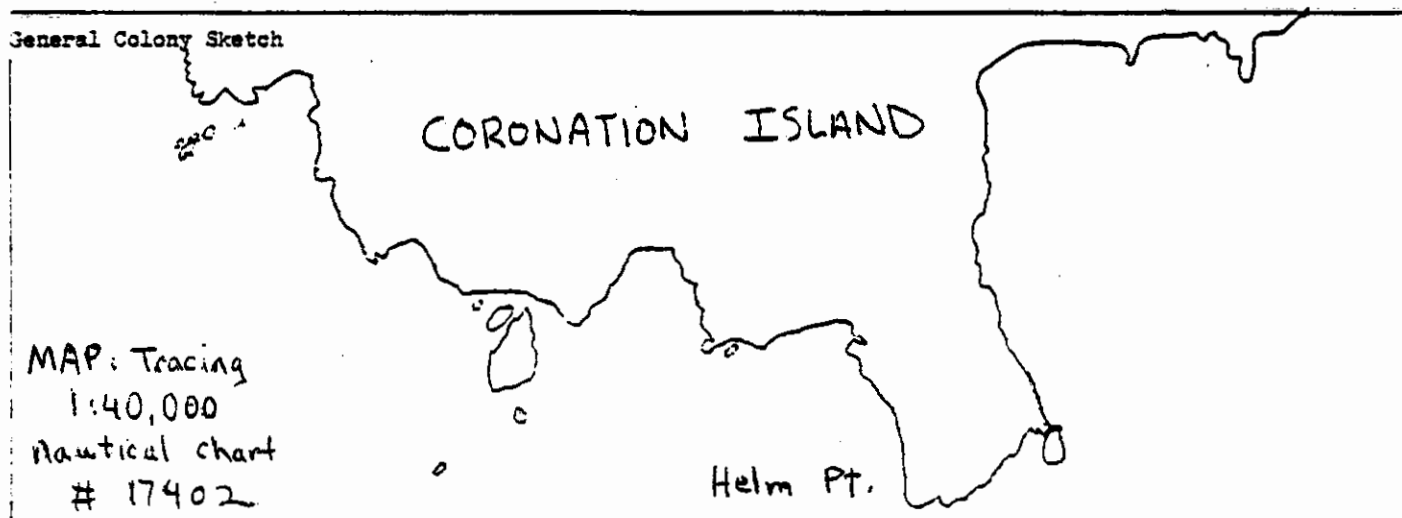 General Colony Sketch
CORONATION ISLAND
MAP: Tracing
1:40,000
Nautical chart
# 17402
Helm Pt.